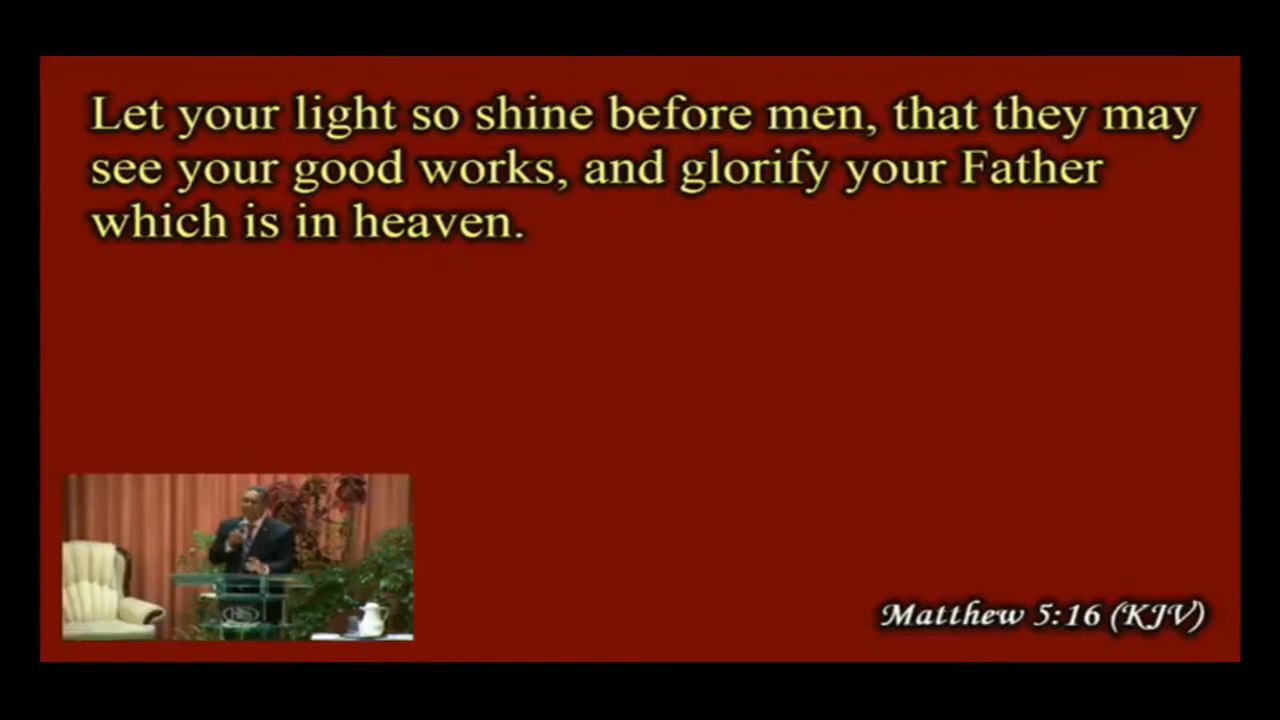 Let your light so shine before men, that they may
see your good works, and glorify your Father
which is in heaven.
Matthew 5:16 (KJV)